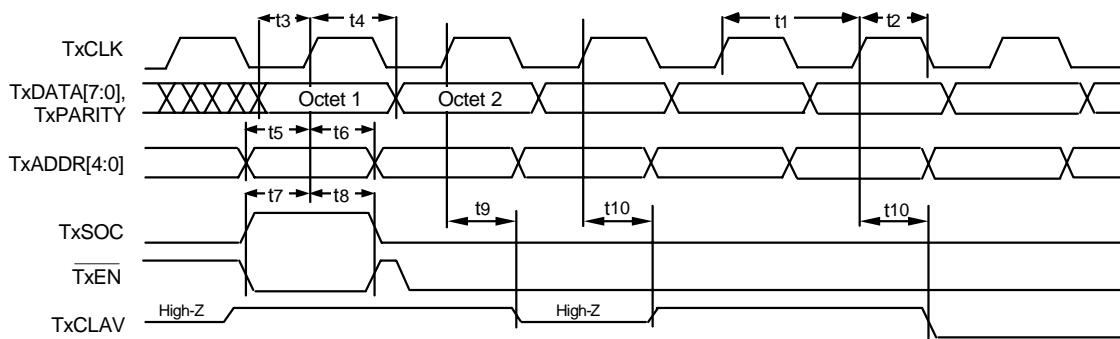 t3 t4 t1 t2
TxCLK
TxDATA[7:0],
TxPARITY
Octet 1 Octet 2
t5 t6
TxADDR[4:0]
t7 t8
t9 t10 t10
TxSOC
TxEN
High-Z High-Z
TxCLAV